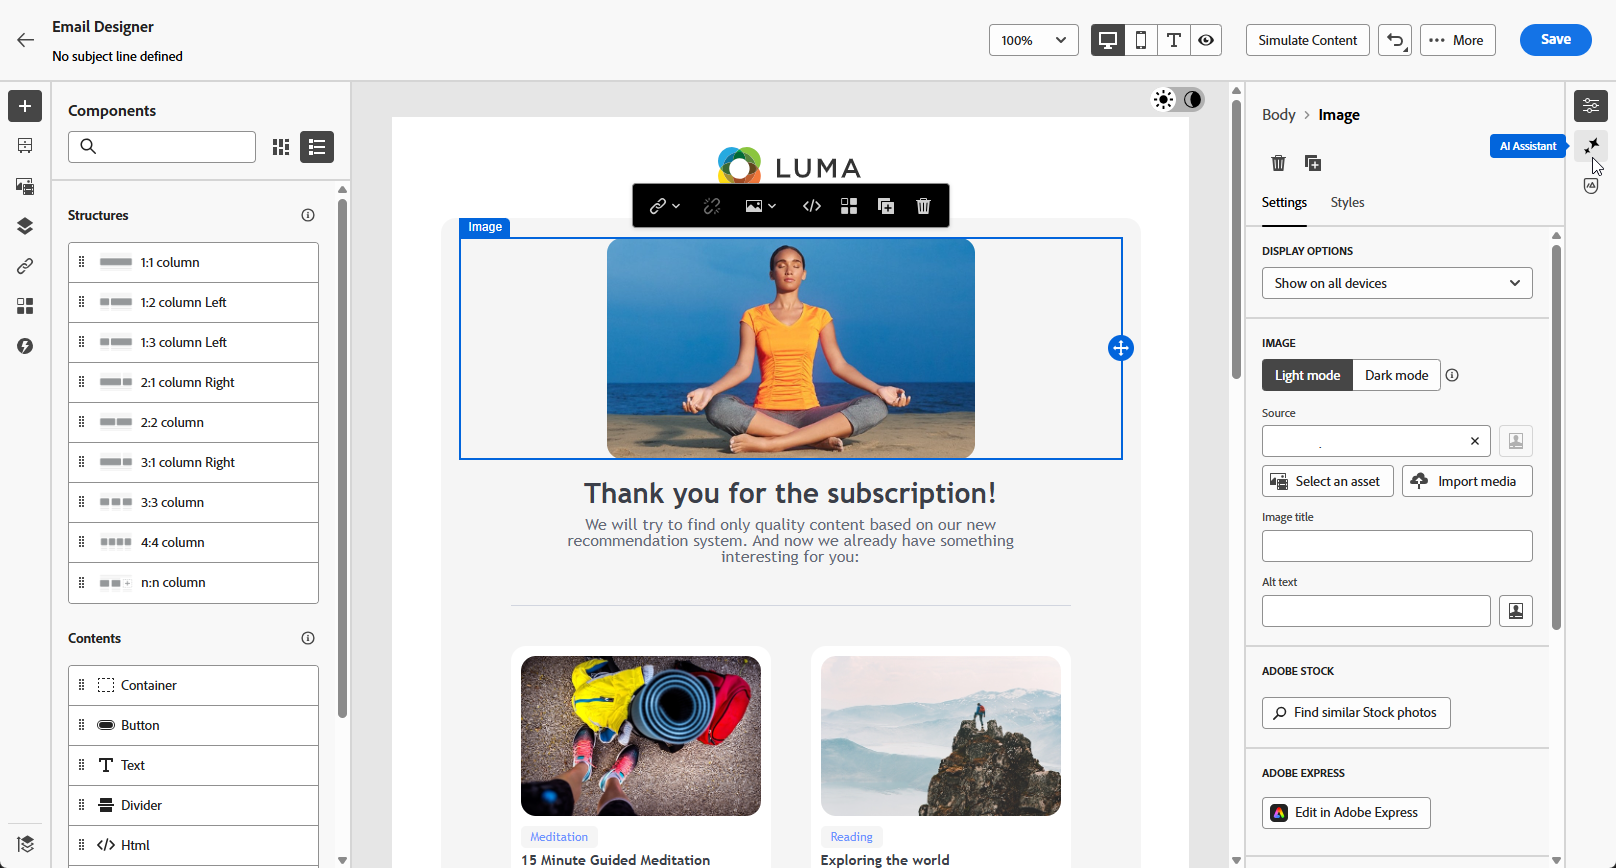 Email Designer
No subject line defined
100%
Simulate Content
More
Save
Components
Structures
1:1 column
1:2 column Left
1:3 column Left
2:1 column Right
2:2 column
3:1 column Right
3:3 column
4:4 column
n:n column
Contents
Container
Button
Text
Divider
Html
LUMA
Image
Thank you for the subscription!
We will try to find only quality content based on our new
recommendation system. And now we already have something
interesting for you:
Meditation
15 Minute Guided Meditation
Reading
Exploring the world
Body › Image
AI Assistant
Settings
Styles
DISPLAY OPTIONS
Show on all devices
IMAGE
Light mode
Dark mode
Source
Select an asset
Import media
Image title
Alt text
ADOBE STOCK
Find similar Stock photos
ADOBE EXPRESS
Edit in Adobe Express